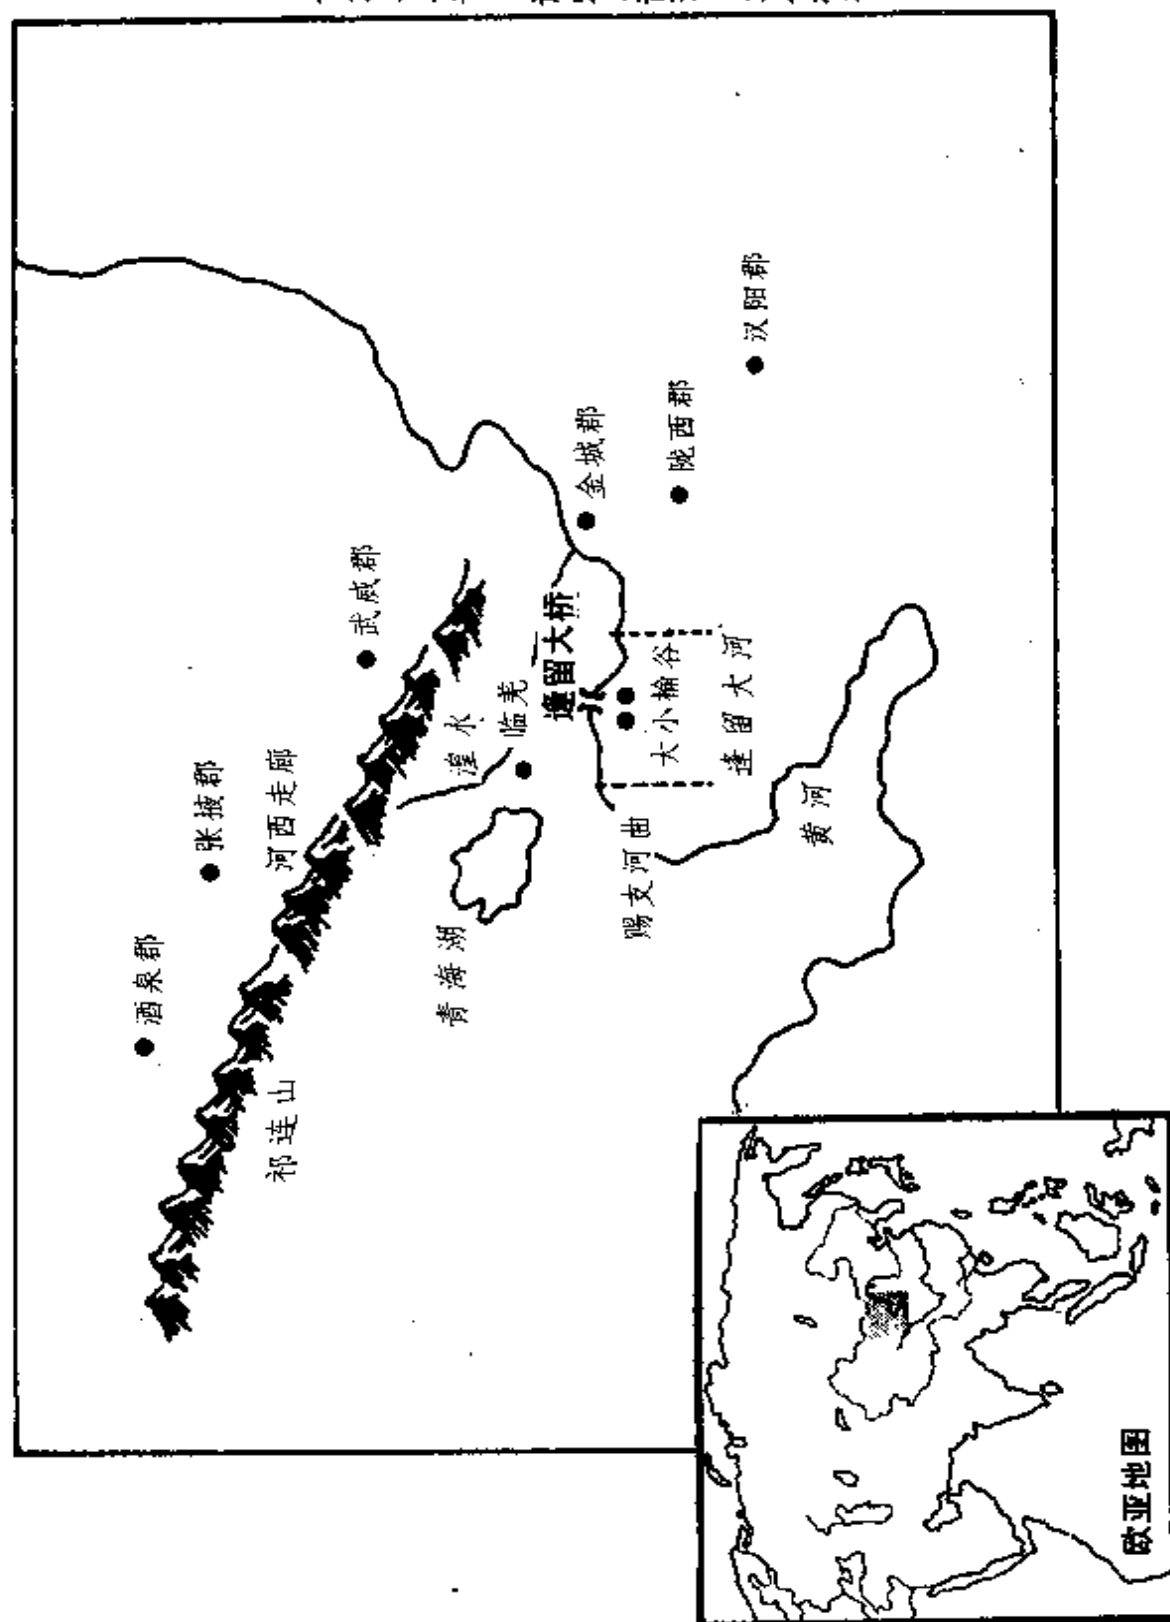 酒泉郡
张掖郡
武威郡
河西走廊
祁连山
青海湖
湟水
临羌
逢留大桥
金城郡
陇西郡
汉阳郡
大小榆谷
逢留大河
赐支河曲
黄河
欧亚地图